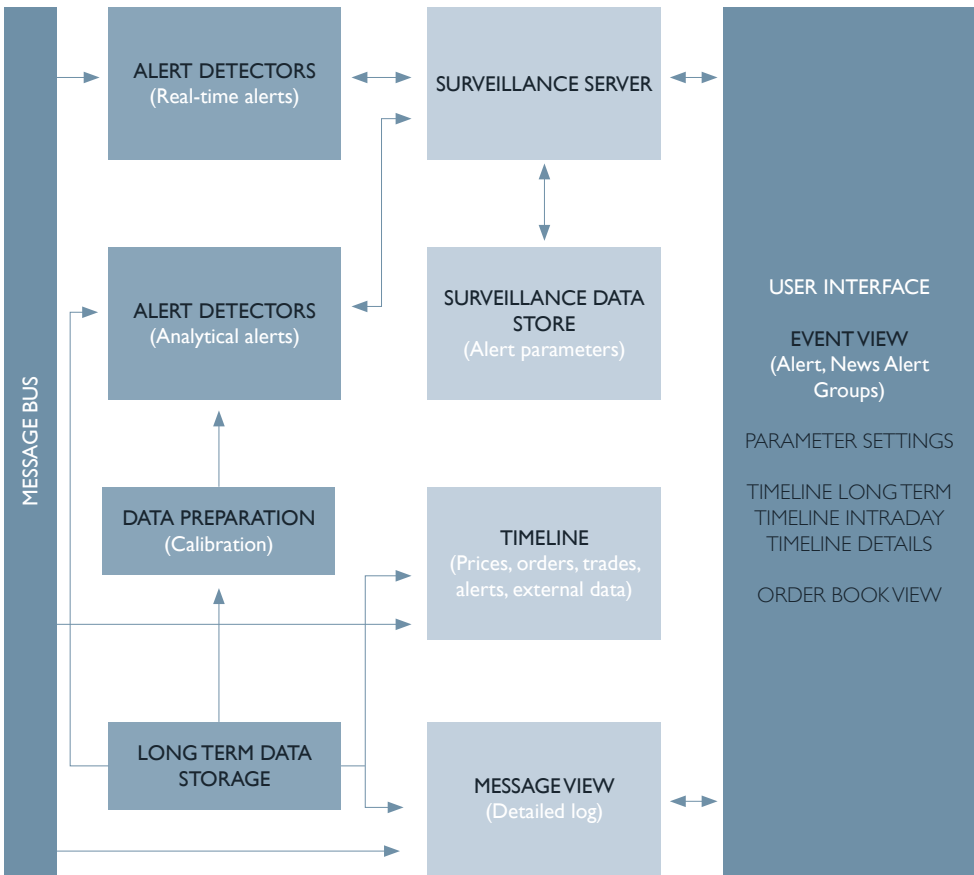 MESSAGE BUS
ALERT DETECTORS
(Real-time alerts)
SURVEILLANCE SERVER
ALERT DETECTORS
(Analytical alerts)
SURVEILLANCE DATA
STORE
(Alert parameters)
DATA PREPARATION
(Calibration)
TIMELINE
(Prices, orders, trades,
alerts, external data)
LONG TERM DATA
STORAGE
MESSAGE VIEW
(Detailed log)
USER INTERFACE
EVENT VIEW
(Alert, News Alert
Groups)
PARAMETER SETTINGS
TIMELINE LONG TERM
TIMELINE INTRADAY
TIMELINE DETAILS
ORDER BOOK VIEW